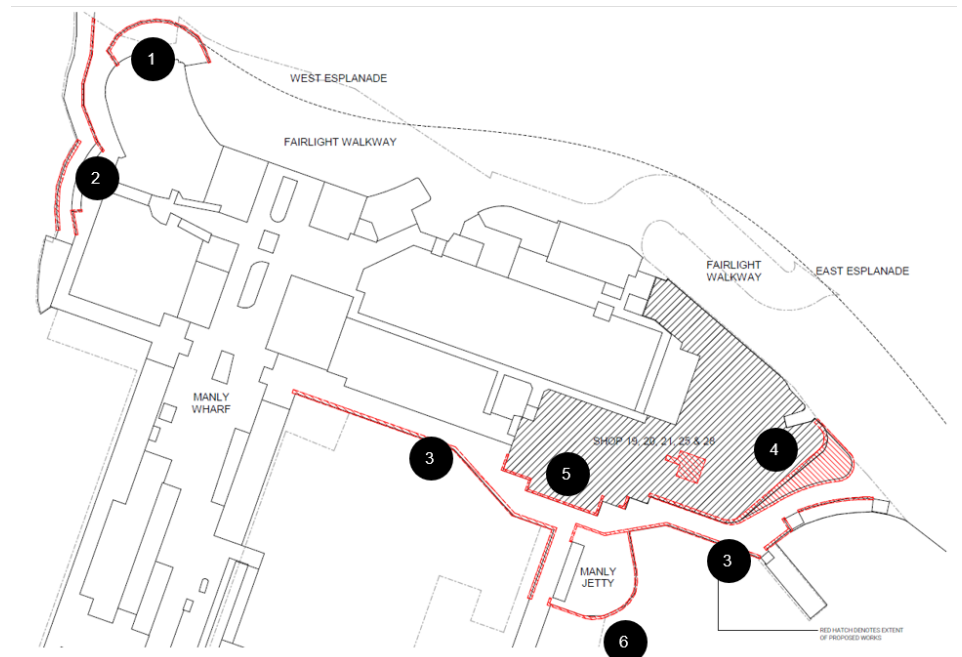 1
WEST ESPLANADE
FAIRLIGHT WALKWAY
2
FAIRLIGHT
WALKWAY
EAST ESPLANADE
MANLY
WHARF
SHOP 19, 20, 21, 25 & 28
4
3
5
3
MANLY
JETTY
6
RED HATCH DENOTES EXTENT
OF PROPOSED WORKS